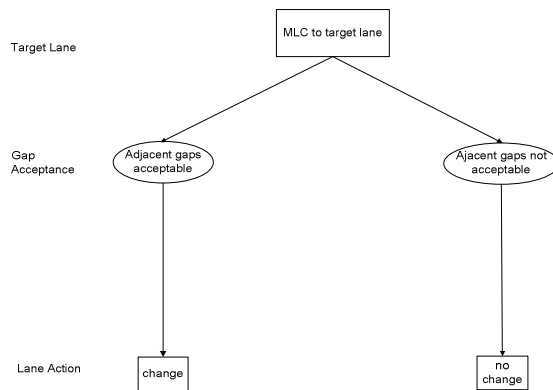 MLC to target lane
Target Lane
Adjacent gaps
acceptable
Ajacent gaps not
acceptable
Gap
Acceptance
Lane Action
change
no
change